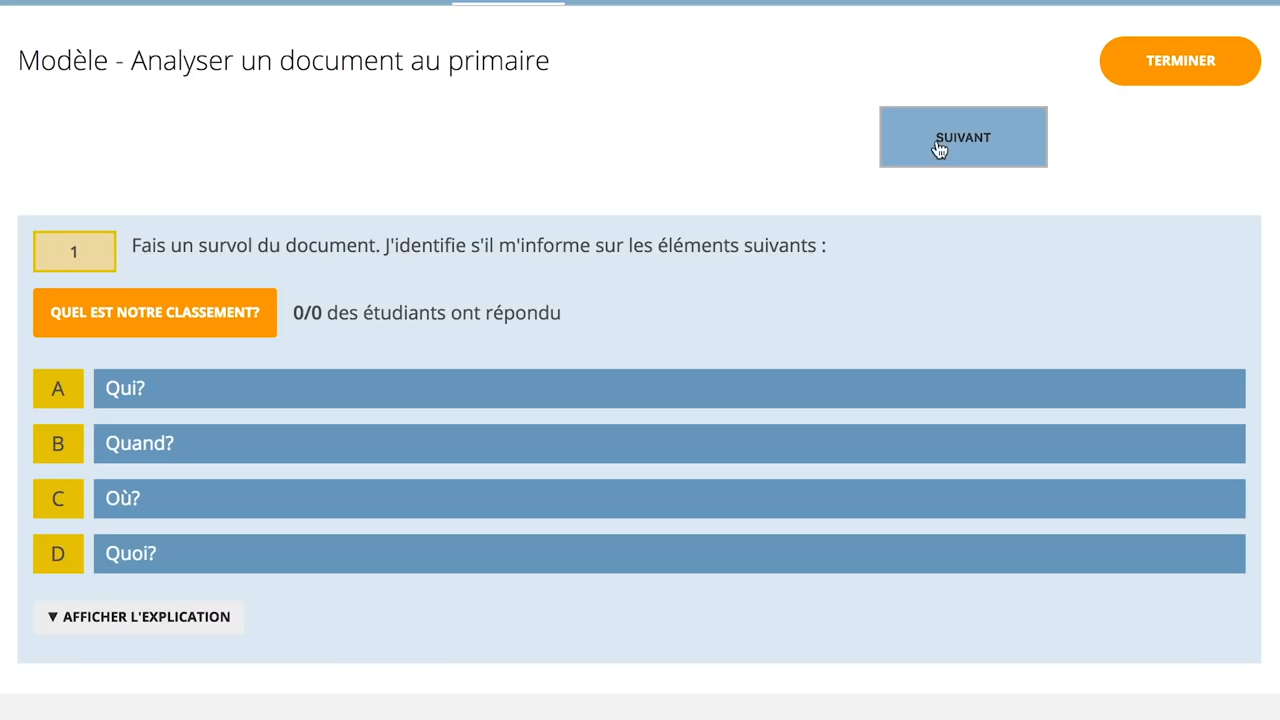 Modèle - Analyser un document au primaire
TERMINER
SUIVANT
1
Fais un survol du document. J'identifie s'il m'informe sur les éléments suivants :
QUEL EST NOTRE CLASSEMENT?
0/0 des étudiants ont répondu
A
Qui?
B
Quand?
C
Où?
D
Quoi?
▼ AFFICHER L'EXPLICATION